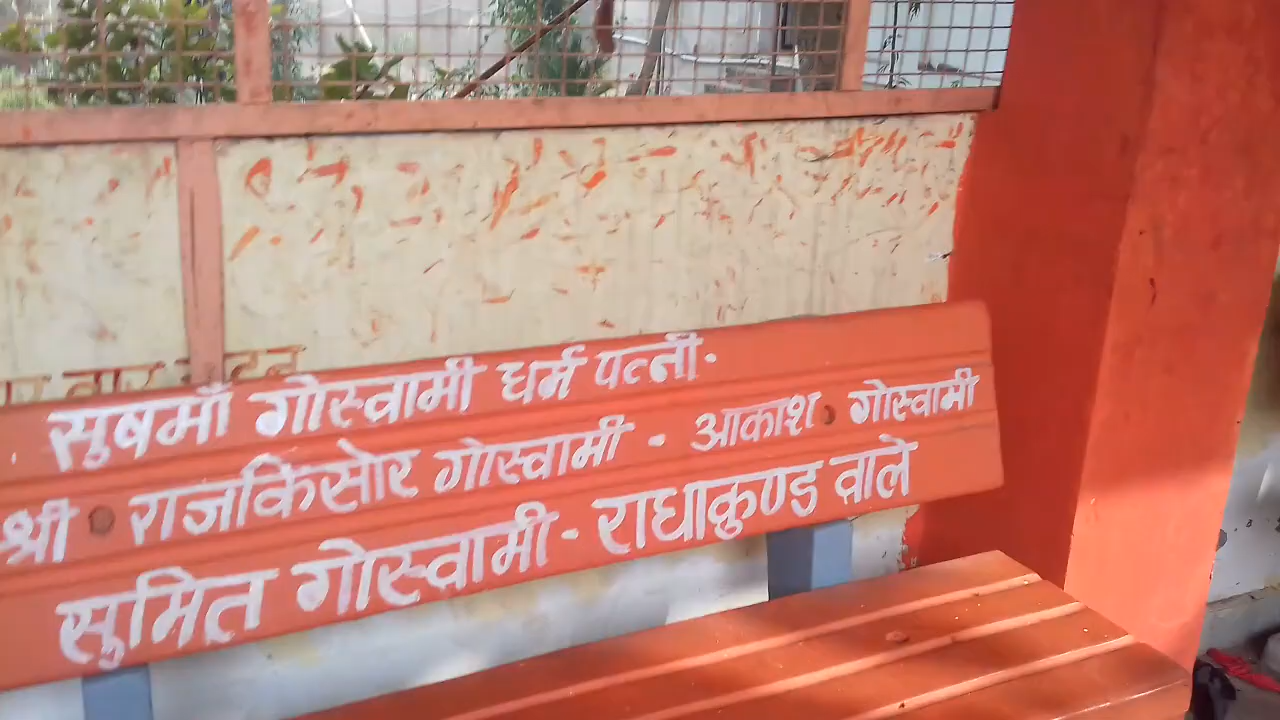 सुषमाँ गोस्वामी धर्म पत्नी-
श्री राजकिसोर गोस्वामी - आकाश गोस्वामी
सुमित गोस्वामी - राधाकुण्ड वाले